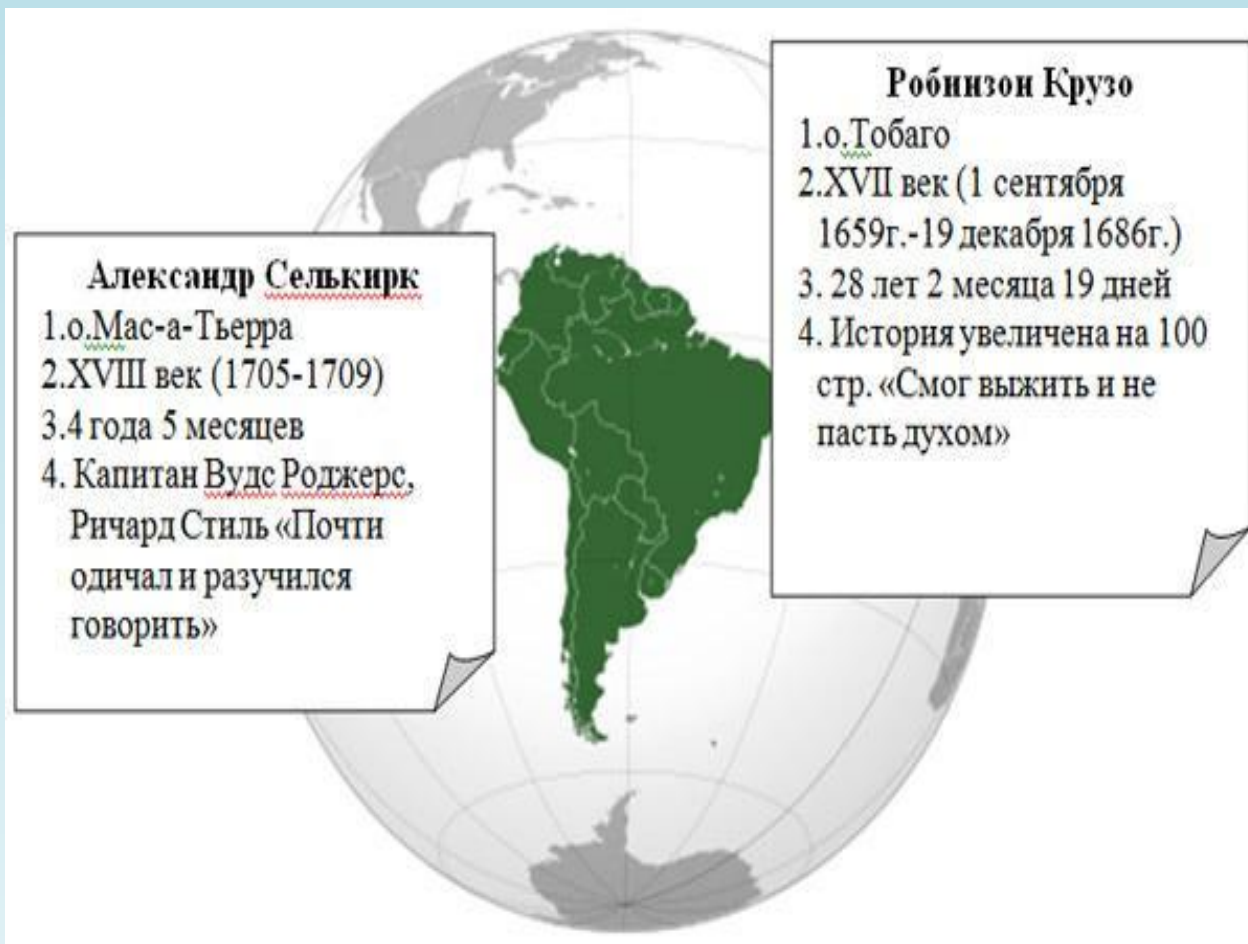 Александр Селькирк
1.о.Мас-а-Тьерра
2.XVIII век (1705-1709)
3.4 года 5 месяцев
4. Капитан Вудс Роджерс,
Ричард Стиль «Почти
одичал и разучился
говорить»
Робинзон Крузо
1.о.Тобаго
2.XVII век (1 сентября
1659г.-19 декабря 1686г.)
3. 28 лет 2 месяца 19 дней
4. История увеличена на 100
стр. «Смог выжить и не
пасть духом»